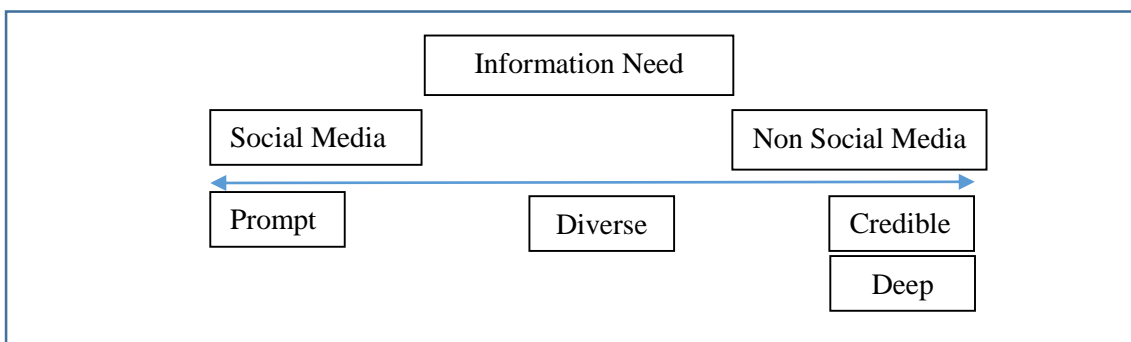 Information Need
Social Media
Non Social Media
Prompt
Diverse
Credible
Deep